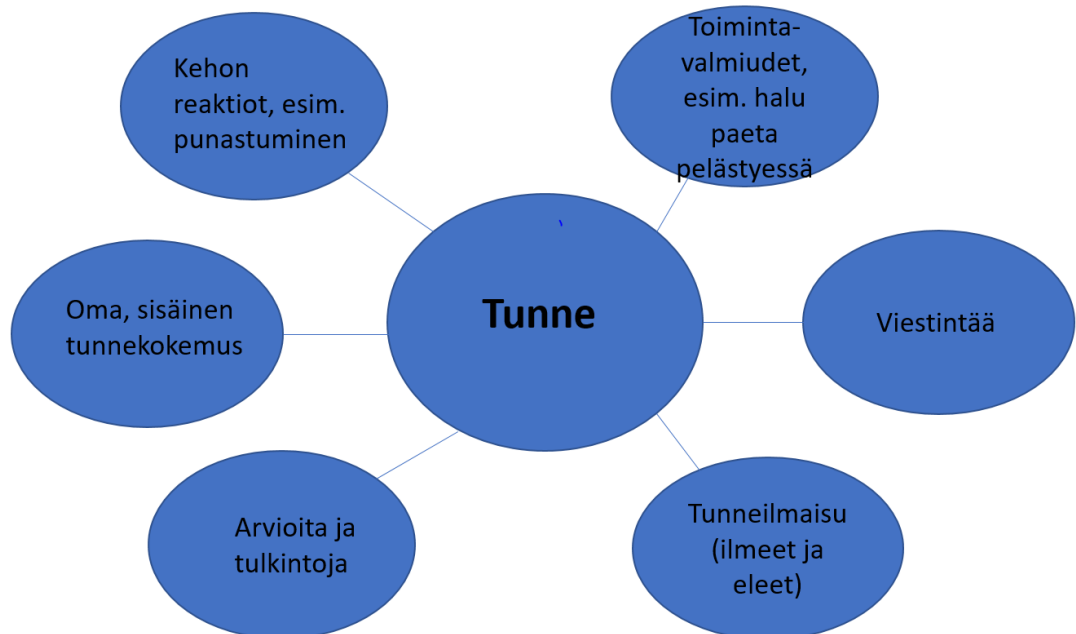 Kehon
reaktiot, esim.
punastuminen
Toiminta-
valmiudet,
esim. halu
paeta
pelästyessä
Oma, sisäinen
tunnekokemus
Tunne
Viestintää
Arvioita ja
tulkintoja
Tunneilmaisu
(ilmeet ja
eleet)